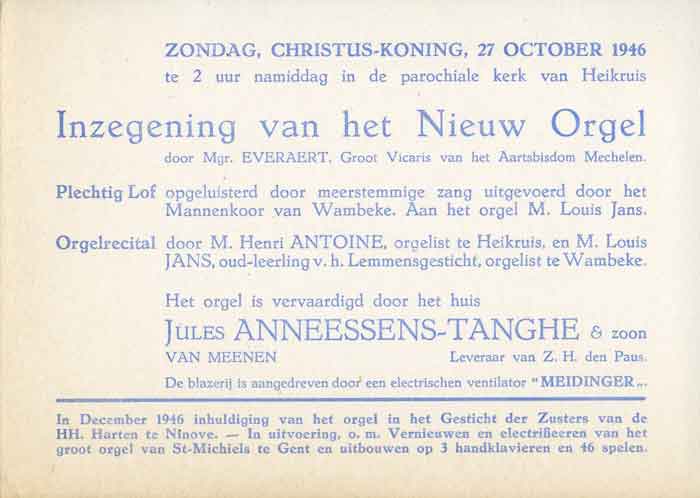 ZONDAG, CHRISTUS-KONING, 27 OCTOBER 1946
te 2 uur namiddag in de parochiale kerk van Heikruis
Inzegening van het Nieuw Orgel
door Mgr. EVERAERT, Groot Vicaris van het Aartsbisdom Mechelen.
Plechtig Lof opgeluisterd door meerstemmige zang uitgevoerd door het
Mannenkoor van Wambeke. Aan het orgel M. Louis Jans.
Orgelrecital door M. Henri ANTOINE, orgelist te Heikruis, en M. Louis
JANS, oud-leerling v. h. Lemmensgesticht, orgelist te Wambeke.
Het orgel is vervaardigd door het huis
JULES ANNEESSENS-TANGHE & zoon
VAN MEENEN Leveraar van Z. H. den Paus.
De blazerij is aangedreven door een electrischen ventilator "MEIDINGER„.
In December 1946 inhuldiging van het orgel in het Gesticht der Zusters van de
HH. Harten te Ninove. — In uitvoering, o. m. Vernieuwen en electrifieeren van het
groot orgel van St-Michiels te Gent en uitbouwen op 3 handklavieren en 46 spelen.